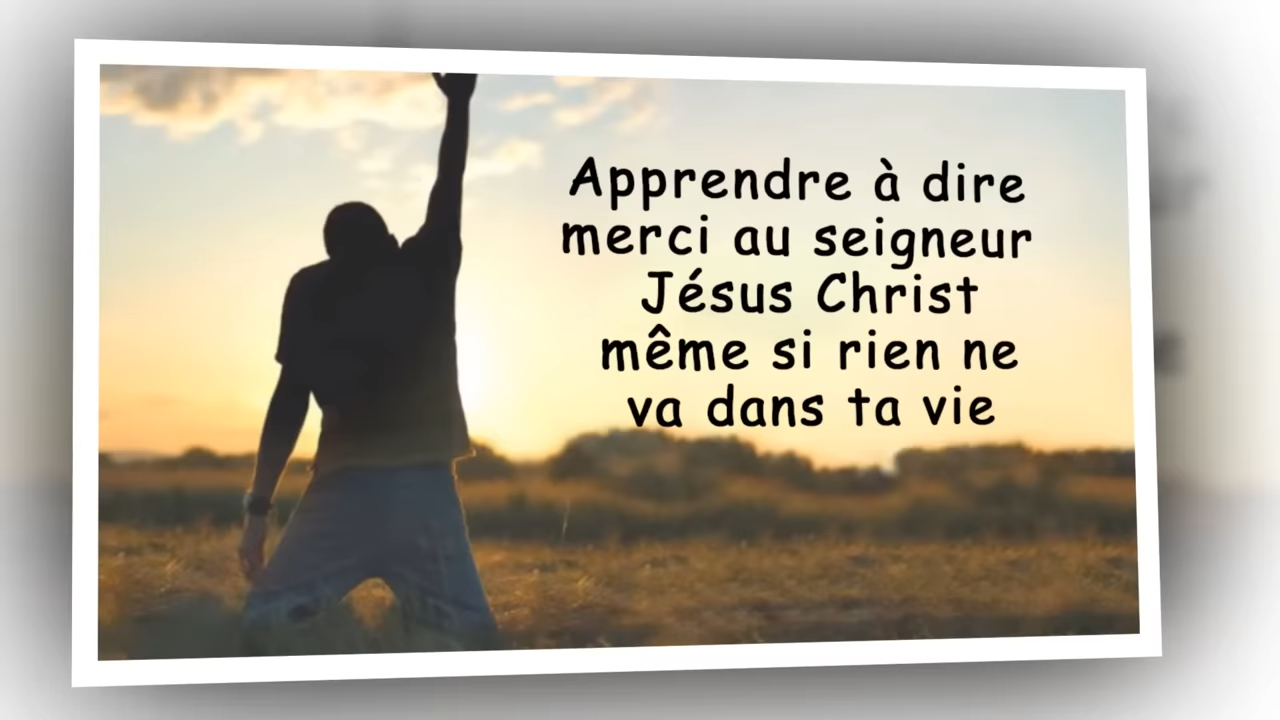 Apprendre à dire
merci au seigneur
Jésus Christ
même si rien ne
va dans ta vie